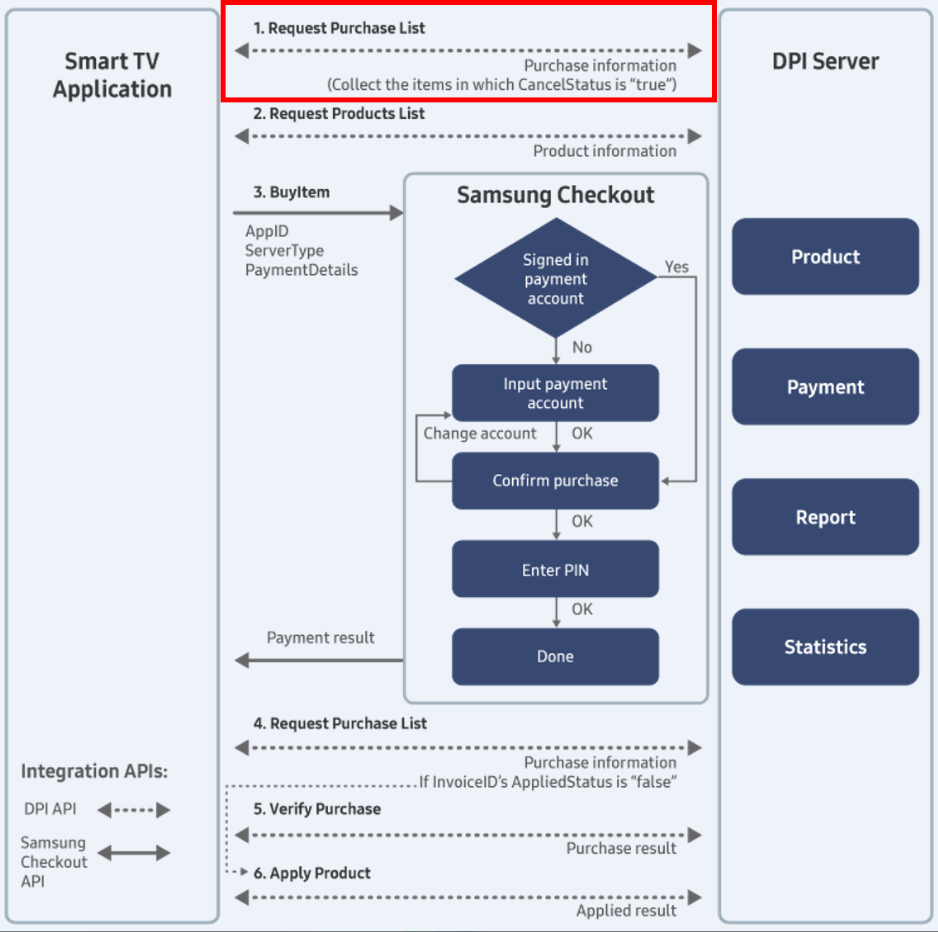 Smart TV
Application
1. Request Purchase List
Purchase information
(Collect the items in which CancelStatus is “true”)
DPI Server
2. Request Products List
Product information
3. BuyItem
AppID
ServerType
PaymentDetails
Samsung Checkout
Signed in
payment
account
Yes
No
Input payment
account
Change account
OK
Confirm purchase
OK
Enter PIN
OK
Done
Payment result
Product
Payment
Report
Statistics
4. Request Purchase List
Purchase information
If InvoiceID’s AppliedStatus is “false”
5. Verify Purchase
Purchase result
6. Apply Product
Applied result
Integration APIs:
DPI API
Samsung
Checkout
API